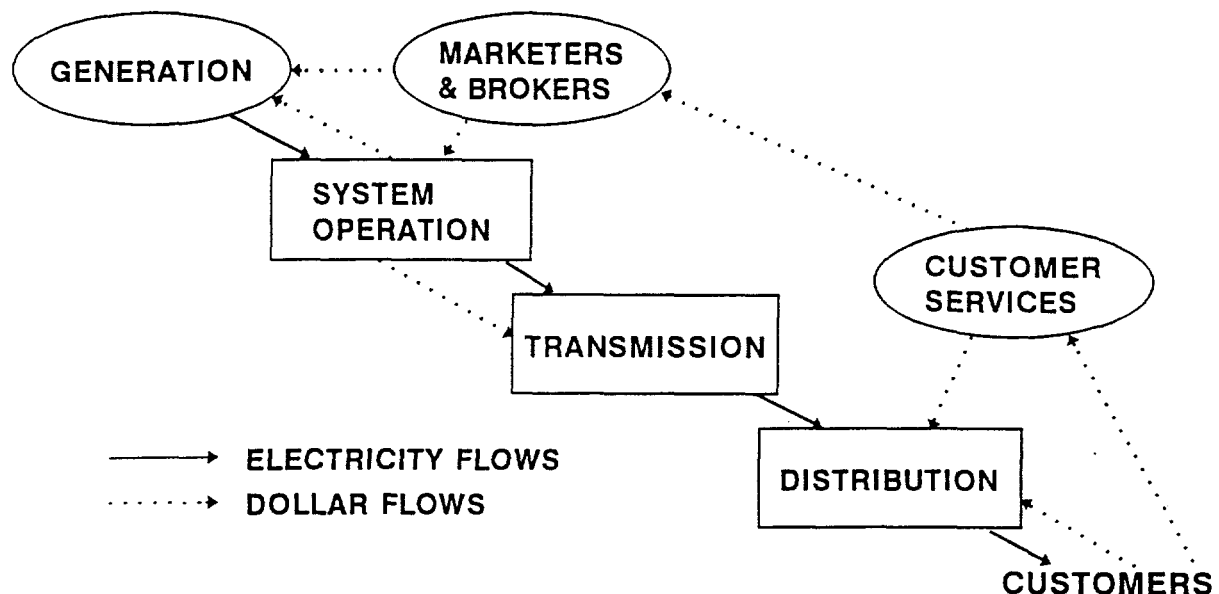 GENERATION
MARKETERS
& BROKERS
SYSTEM
OPERATION
CUSTOMER
SERVICES
TRANSMISSION
ELECTRICITY FLOWS
DOLLAR FLOWS
DISTRIBUTION
CUSTOMERS